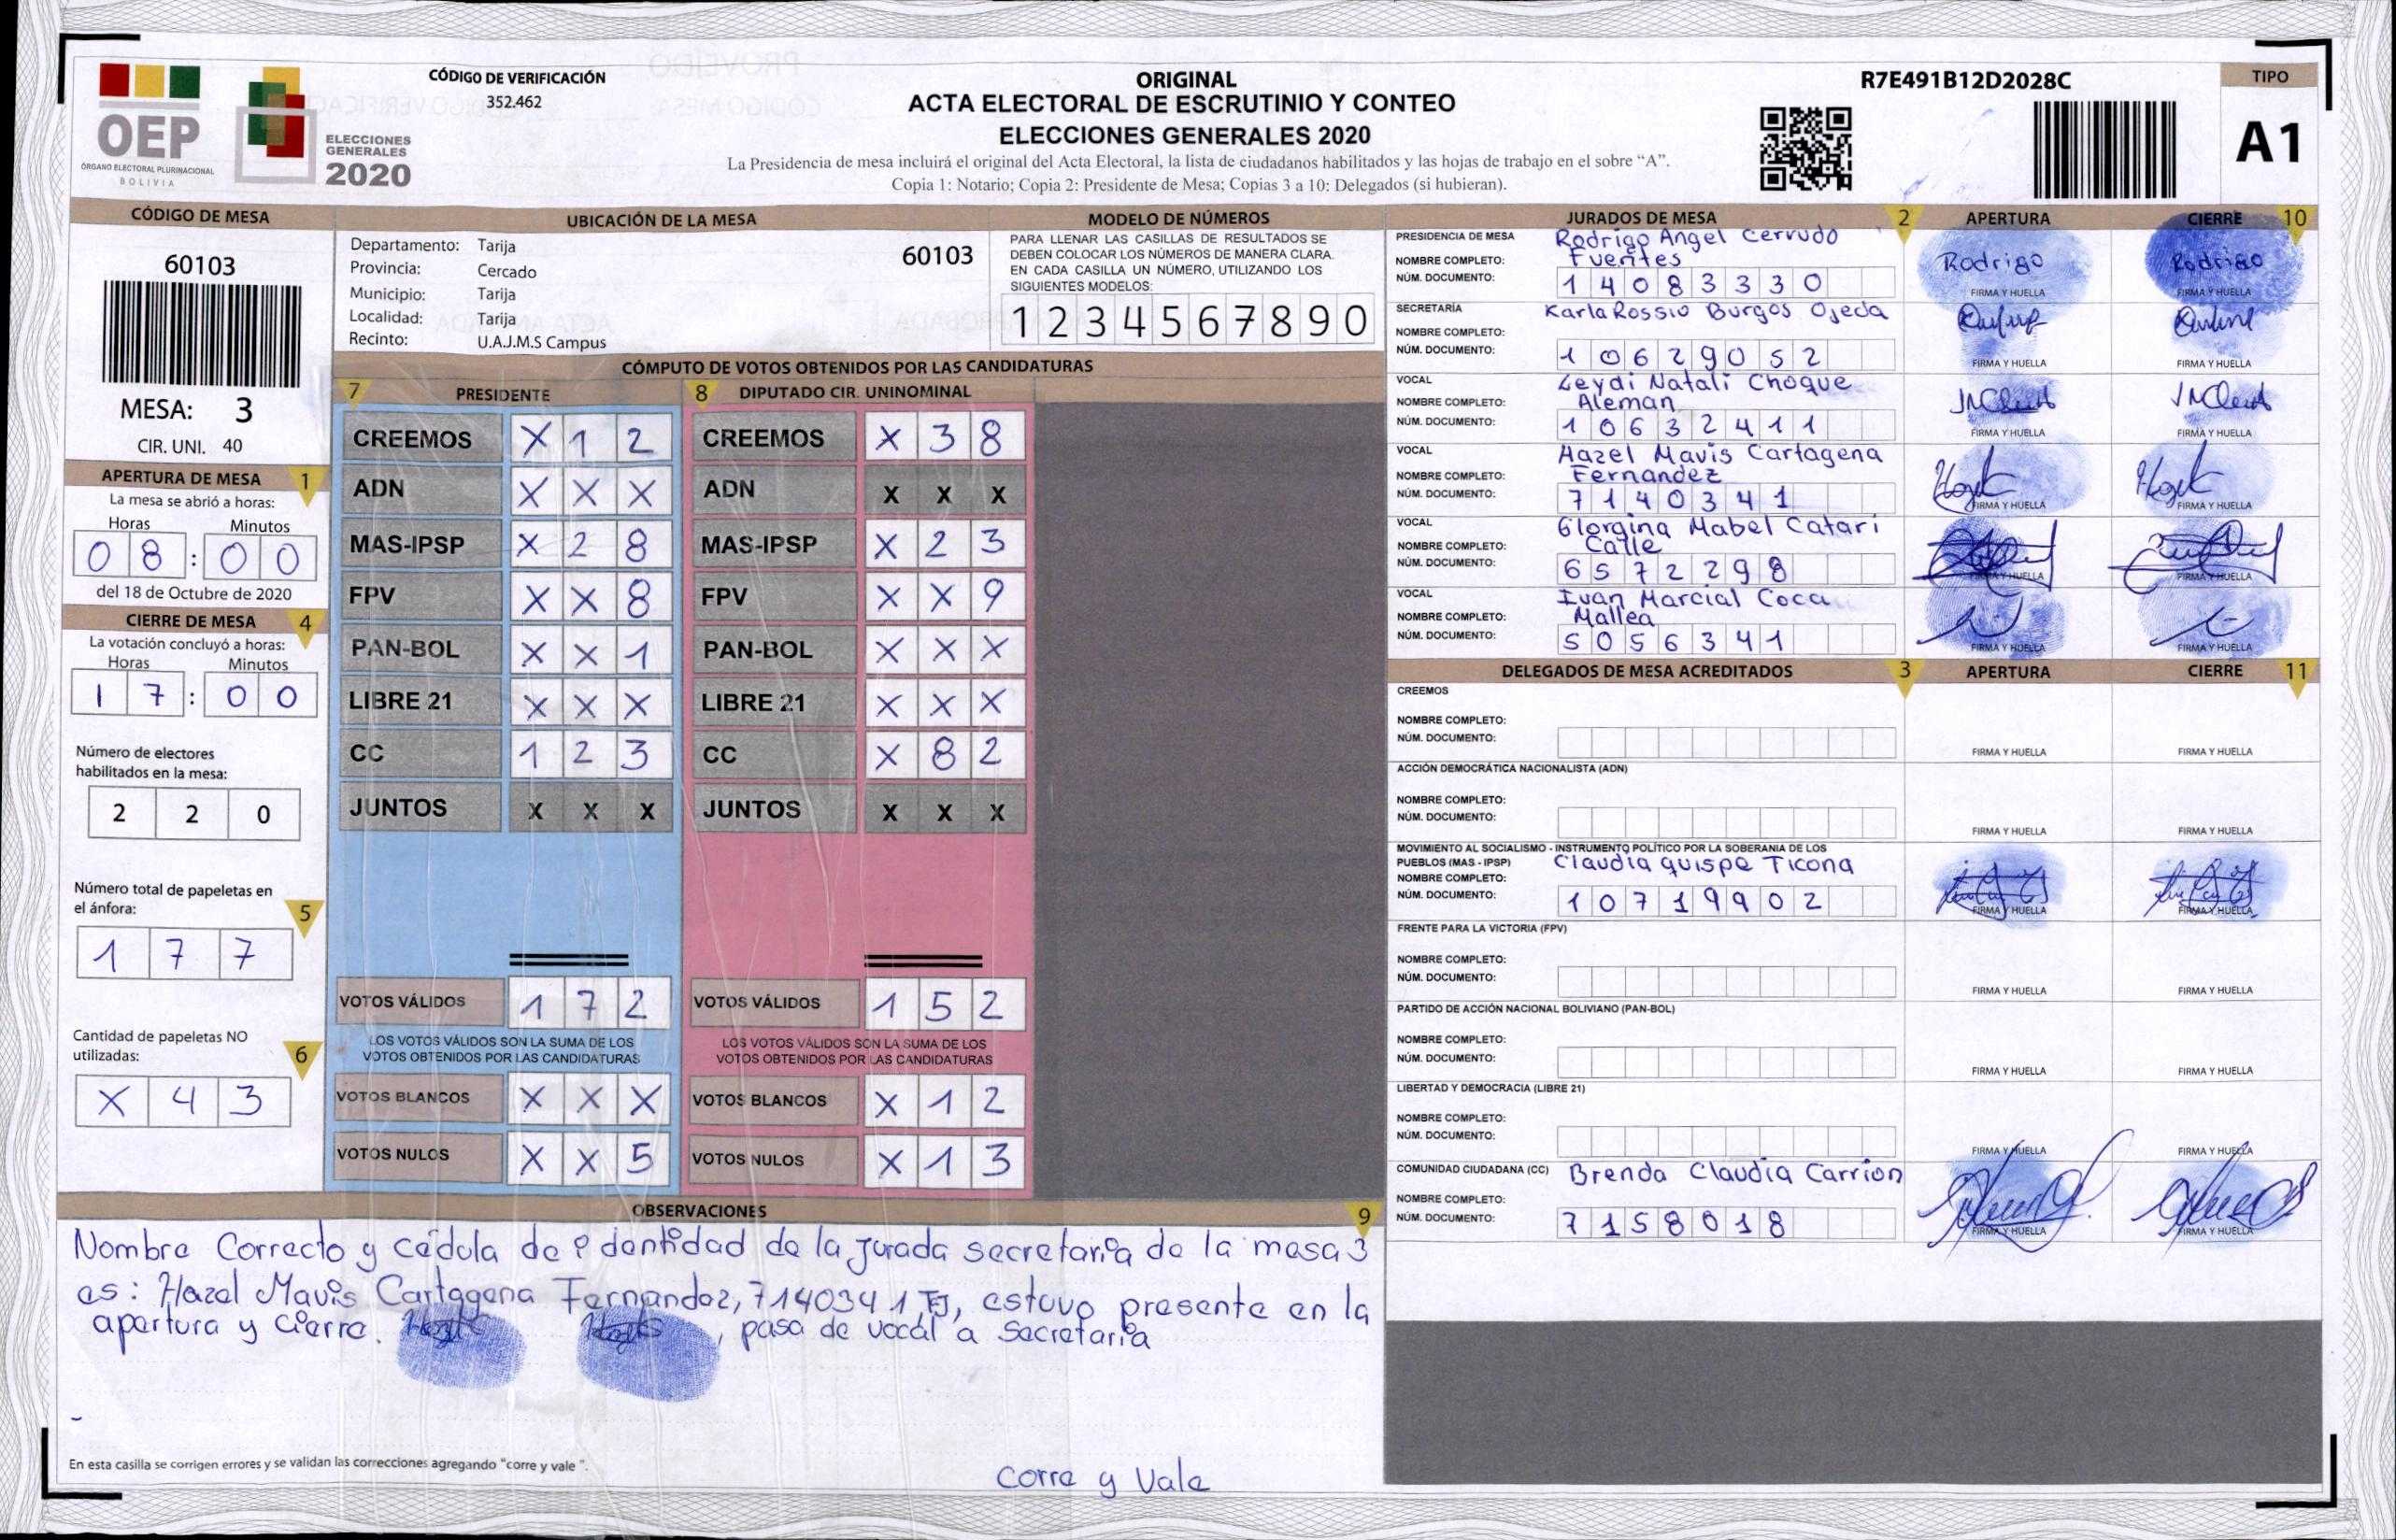 OEP
ÓRGANO ELECTORAL PLURINACIONAL
BOLIVIA
ELECCIONES
GENERALES
2020
CÓDIGO DE VERIFICACIÓN
352.462
ORIGINAL
ACTA ELECTORAL DE ESCRUTINIO Y CONTEO
ELECCIONES GENERALES 2020
La Presidencia de mesa incluirá el original del Acta Electoral, la lista de ciudadanos habilitados y las hojas de trabajo en el sobre “A”.
Copia 1: Notario; Copia 2: Presidente de Mesa; Copias 3 a 10: Delegados (si hubieran).
R7E491B12D2028C
TIPO
A1
CÓDIGO DE MESA
60103
MESA: 3
CIR. UNI. 40
APERTURA DE MESA 1
La mesa se abrió a horas:
Horas Minutos
0 8 : 0 0
del 18 de Octubre de 2020
CIERRE DE MESA 4
La votación concluyó a horas:
Horas Minutos
1 7 : 0 0
Número de electores
habilitados en la mesa:
2 2 0
Número total de papeletas en
el ánfora: 5
1 7 7
Cantidad de papeletas NO
utilizadas: 6
X 4 3
UBICACIÓN DE LA MESA
Departamento: Tarija
Provincia: Cercado
Municipio: Tarija
Localidad: Tarija
Recinto: U.A.J.M.S Campus
60103
MODELO DE NÚMEROS
PARA LLENAR LAS CASILLAS DE RESULTADOS SE
DEBEN COLOCAR LOS NÚMEROS DE MANERA CLARA.
EN CADA CASILLA UN NÚMERO, UTILIZANDO LOS
SIGUIENTES MODELOS:
1 2 3 4 5 6 7 8 9 0
CÓMPUTO DE VOTOS OBTENIDOS POR LAS CANDIDATURAS
7 PRESIDENTE
CREEMOS X 1 2
ADN X X X
MAS-IPSP X 2 8
FPV X X 8
PAN-BOL X X 1
LIBRE 21 X X X
CC 1 2 3
JUNTOS X X X
VOTOS VÁLIDOS 1 7 2
LOS VOTOS VÁLIDOS SON LA SUMA DE LOS
VOTOS OBTENIDOS POR LAS CANDIDATURAS
VOTOS BLANCOS X X X
VOTOS NULOS X X 5
8 DIPUTADO CIR. UNINOMINAL
CREEMOS X 3 8
ADN X X X
MAS-IPSP X 2 3
FPV X X 9
PAN-BOL X X X
LIBRE 21 X X X
CC X 8 2
JUNTOS X X X
VOTOS VÁLIDOS 1 5 2
LOS VOTOS VÁLIDOS SON LA SUMA DE LOS
VOTOS OBTENIDOS POR LAS CANDIDATURAS
VOTOS BLANCOS X 1 2
VOTOS NULOS X 1 3
OBSERVACIONES 9
Nombre Correcto y cédula de identidad de la Jurada secretaria de la mesa 3
es: Hazel Mavis Cartagena Fernandez, 7140341 TJ, estuvo presente en la
apertura y cierre. , pasa de vocal a secretaria
En esta casilla se corrigen errores y se validan las correcciones agregando "corre y vale ".
Corre y Vale
JURADOS DE MESA 2 APERTURA CIERRE 10
PRESIDENCIA DE MESA Rodrigo Angel Cervudo
NOMBRE COMPLETO: Fuentes
NÚM. DOCUMENTO: 1 4 0 8 3 3 3 0
Rodrigo Rodrigo
FIRMA Y HUELLA FIRMA Y HUELLA
SECRETARÍA Karla Rossio Burgos Ojeda
NOMBRE COMPLETO:
NÚM. DOCUMENTO: 1 0 6 2 9 0 5 2
FIRMA Y HUELLA FIRMA Y HUELLA
VOCAL Leydi Natali Choque
NOMBRE COMPLETO: Aleman
NÚM. DOCUMENTO: 1 0 6 3 2 4 1 1
FIRMA Y HUELLA FIRMA Y HUELLA
VOCAL Hazel Mavis Cartagena
NOMBRE COMPLETO: Fernandez
NÚM. DOCUMENTO: 7 1 4 0 3 4 1
FIRMA Y HUELLA FIRMA Y HUELLA
VOCAL Giorgina Mabel Catari
NOMBRE COMPLETO: Calle
NÚM. DOCUMENTO: 6 5 7 2 2 9 8
FIRMA Y HUELLA FIRMA Y HUELLA
VOCAL Ivan Marcial Coca
NOMBRE COMPLETO: Mallea
NÚM. DOCUMENTO: 5 0 5 6 3 4 1
FIRMA Y HUELLA FIRMA Y HUELLA
DELEGADOS DE MESA ACREDITADOS 3 APERTURA CIERRE 11
CREEMOS
NOMBRE COMPLETO:
NÚM. DOCUMENTO:
FIRMA Y HUELLA FIRMA Y HUELLA
ACCIÓN DEMOCRÁTICA NACIONALISTA (ADN)
NOMBRE COMPLETO:
NÚM. DOCUMENTO:
FIRMA Y HUELLA FIRMA Y HUELLA
MOVIMIENTO AL SOCIALISMO - INSTRUMENTO POLÍTICO POR LA SOBERANIA DE LOS
PUEBLOS (MAS - IPSP) Claudia Quispe Ticona
NOMBRE COMPLETO:
NÚM. DOCUMENTO: 1 0 7 1 9 9 0 2
FIRMA Y HUELLA FIRMA Y HUELLA
FRENTE PARA LA VICTORIA (FPV)
NOMBRE COMPLETO:
NÚM. DOCUMENTO:
FIRMA Y HUELLA FIRMA Y HUELLA
PARTIDO DE ACCIÓN NACIONAL BOLIVIANO (PAN-BOL)
NOMBRE COMPLETO:
NÚM. DOCUMENTO:
FIRMA Y HUELLA FIRMA Y HUELLA
LIBERTAD Y DEMOCRACIA (LIBRE 21)
NOMBRE COMPLETO:
NÚM. DOCUMENTO:
FIRMA Y HUELLA FIRMA Y HUELLA
COMUNIDAD CIUDADANA (CC) Brenda Claudia Carrion
NOMBRE COMPLETO:
NÚM. DOCUMENTO: 7 1 5 8 0 1 8
FIRMA Y HUELLA FIRMA Y HUELLA